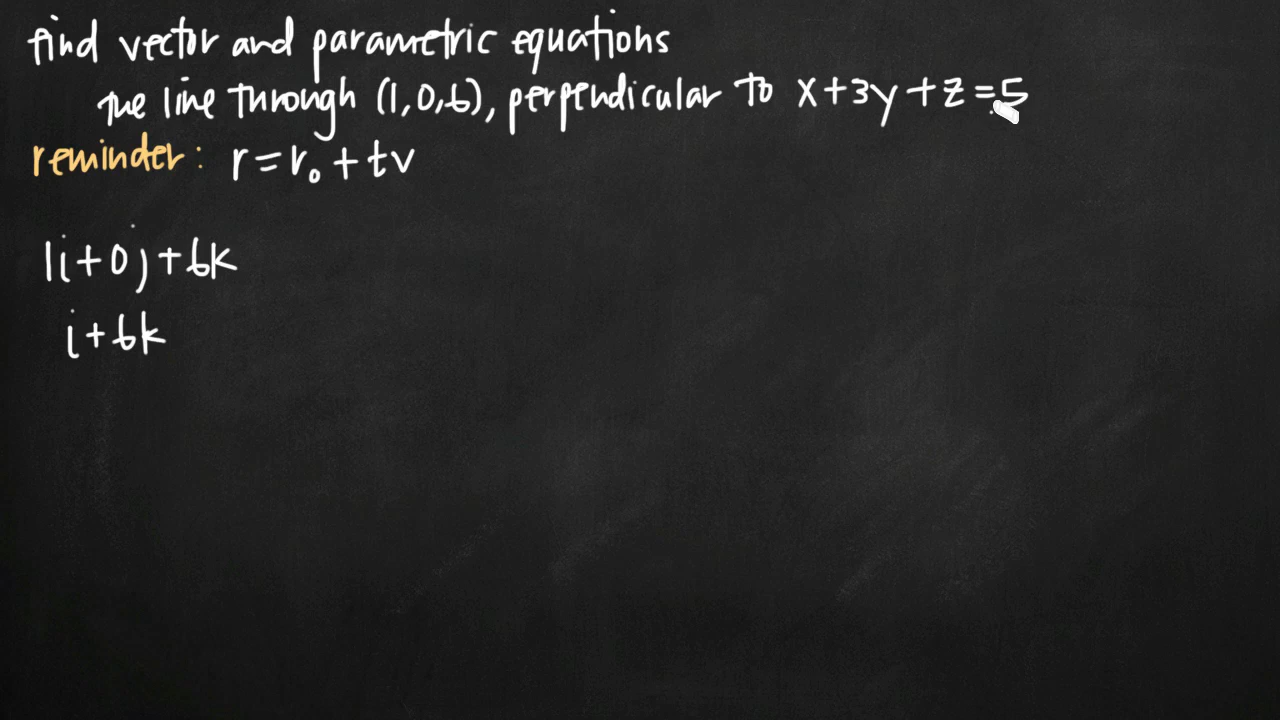 find vector and parametric equations
the line through (1,0,6), perpendicular to x+3y+z=5
reminder: r=r₀+tv
1i+0j+6k
i+6k